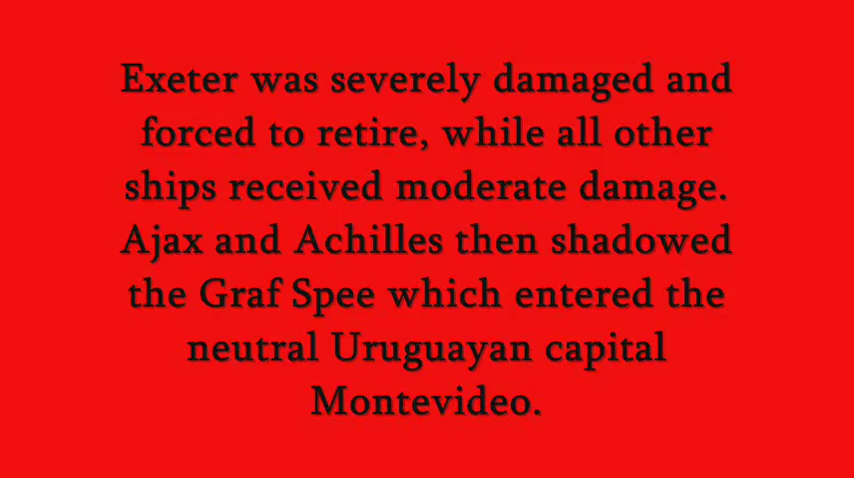 Exeter was severely damaged and
forced to retire, while all other
ships received moderate damage.
Ajax and Achilles then shadowed
the Graf Spee which entered the
neutral Uruguayan capital
Montevideo.